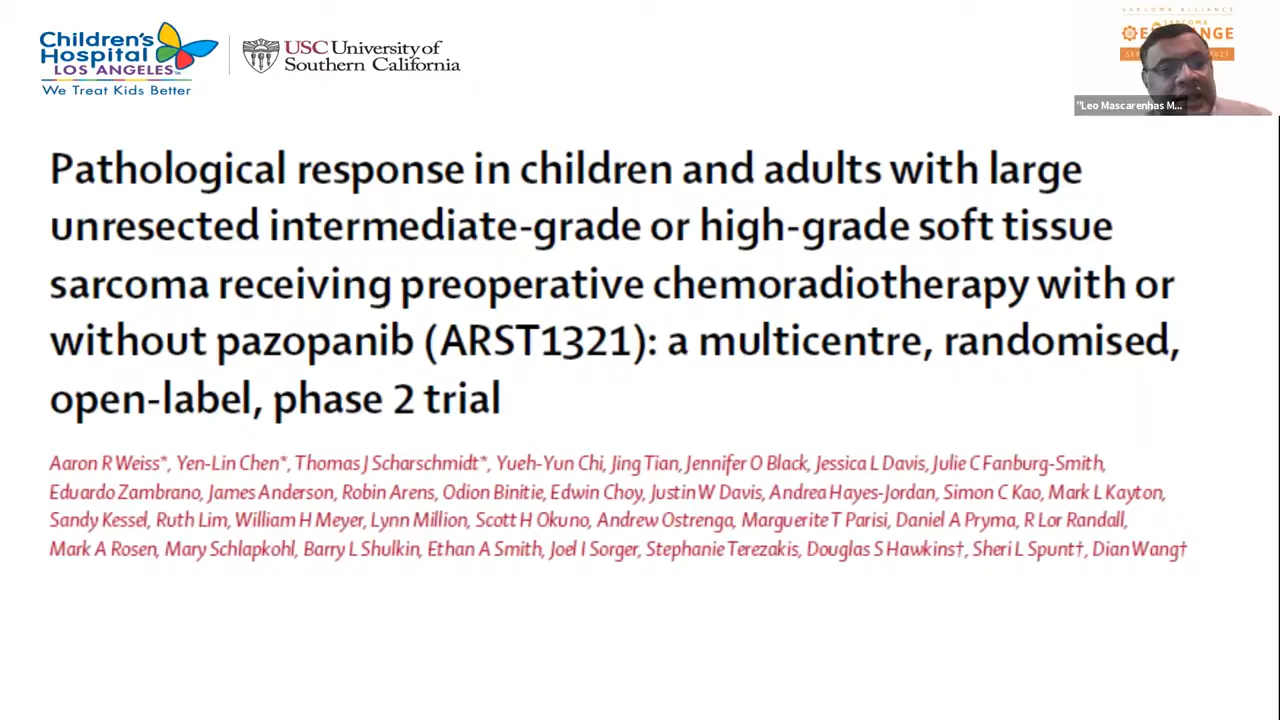 Children's
Hospital
LOS ANGELES
We Treat Kids Better
USC University of
Southern California
SARCOMA ALLIANCE
SARCOMA
"Leo Mascarenhas M...
Pathological response in children and adults with large
unresected intermediate-grade or high-grade soft tissue
sarcoma receiving preoperative chemoradiotherapy with or
without pazopanib (ARST1321): a multicentre, randomised,
open-label, phase 2 trial
Aaron R Weiss*, Yen-Lin Chen*, Thomas J Scharschmidt*, Yueh-Yun Chi, Jing Tian, Jennifer O Black, Jessica L Davis, Julie C Fanburg-Smith,
Eduardo Zambrano, James Anderson, Robin Arens, Odion Binitie, Edwin Choy, Justin W Davis, Andrea Hayes-Jordan, Simon C Kao, Mark L Kayton,
Sandy Kessel, Ruth Lim, William H Meyer, Lynn Million, Scott H Okuno, Andrew Ostrenga, Marguerite T Parisi, Daniel A Pryma, R Lor Randall,
Mark A Rosen, Mary Schlapkohl, Barry L Shulkin, Ethan A Smith, Joel I Sorger, Stephanie Terezakis, Douglas S Hawkins†, Sheri L Spunt†, Dian Wang†